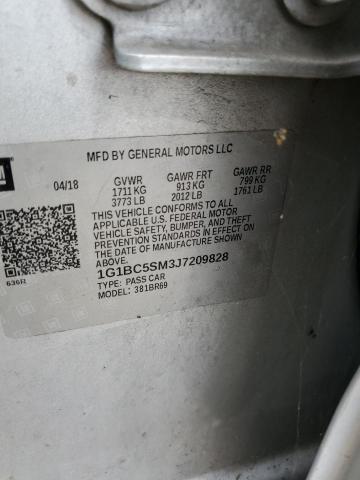 GM
MFD BY GENERAL MOTORS LLC
04/18 GVWR GAWR FRT GAWR RR
1711 KG 913 KG 799 KG
3773 LB 2012 LB 1761 LB
THIS VEHICLE CONFORMS TO ALL
APPLICABLE U.S. FEDERAL MOTOR
VEHICLE SAFETY, BUMPER, AND THEFT
PREVENTION STANDARDS IN EFFECT ON
THE DATE OF MANUFACTURE SHOWN
ABOVE.
1G1BC5SM3J7209828
TYPE: PASS CAR
636R MODEL: 381BR69